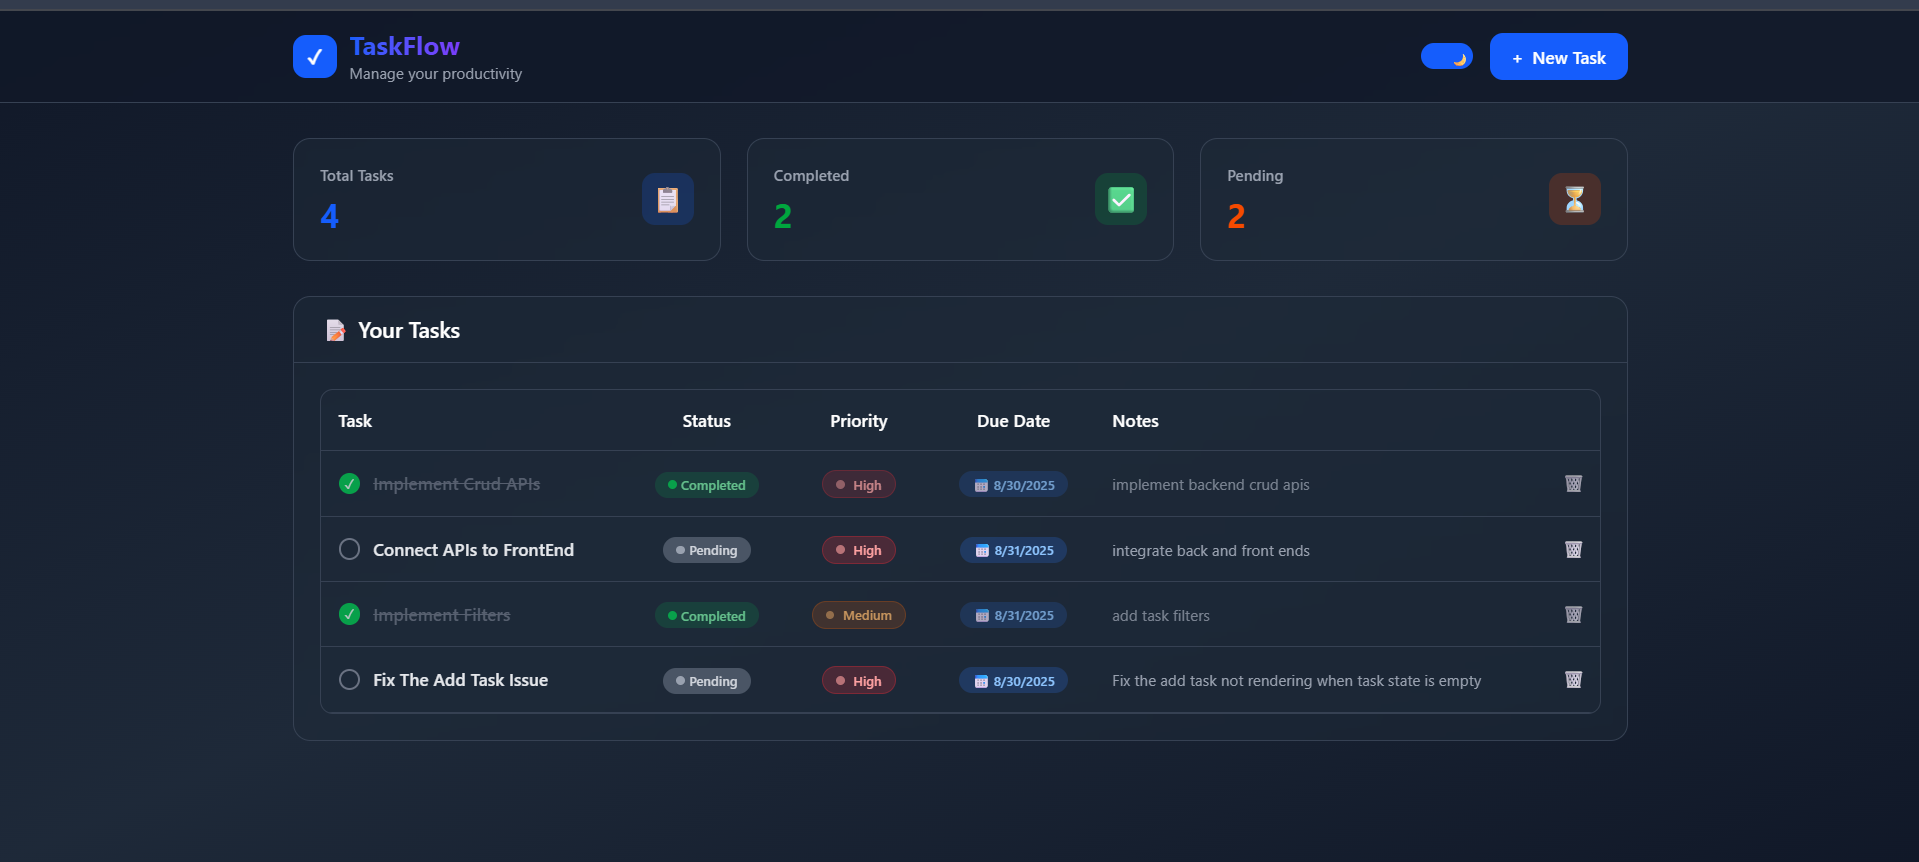 TaskFlow
Manage your productivity
+ New Task
Total Tasks
4
Completed
2
Pending
2
Your Tasks
Task Status Priority Due Date Notes
Implement Crud APIs Completed High 8/30/2025 implement backend crud apis
Connect APIs to FrontEnd Pending High 8/31/2025 integrate back and front ends
Implement Filters Completed Medium 8/31/2025 add task filters
Fix The Add Task Issue Pending High 8/30/2025 Fix the add task not rendering when task state is empty